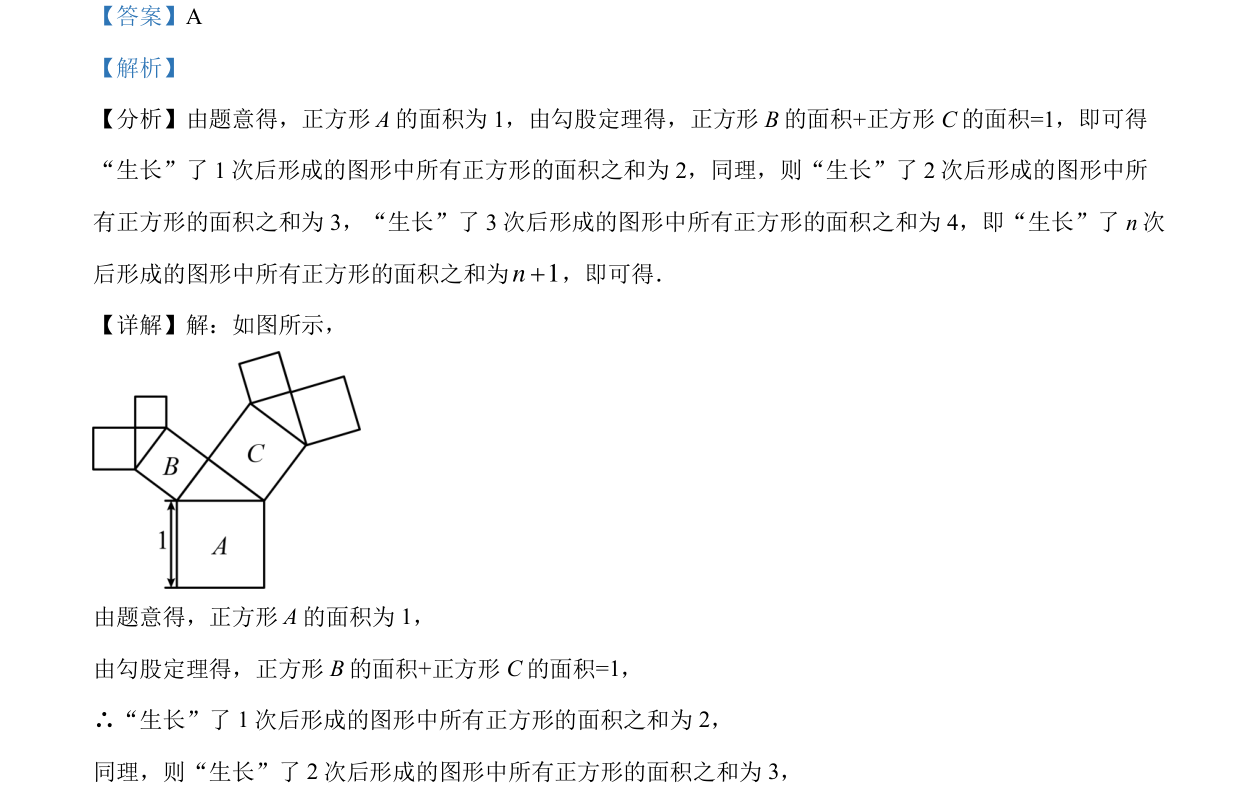 【答案】A
【解析】
【分析】由题意得，正方形 A 的面积为 1，由勾股定理得，正方形 B 的面积+正方形 C 的面积=1，即可得
“生长”了 1 次后形成的图形中所有正方形的面积之和为 2，同理，则“生长”了 2 次后形成的图形中所
有正方形的面积之和为 3，“生长”了 3 次后形成的图形中所有正方形的面积之和为 4，即“生长”了 n 次
后形成的图形中所有正方形的面积之和为 n+1，即可得．
【详解】解：如图所示，
B
C
1
A
由题意得，正方形 A 的面积为 1，
由勾股定理得，正方形 B 的面积+正方形 C 的面积=1，
∴“生长”了 1 次后形成的图形中所有正方形的面积之和为 2，
同理，则“生长”了 2 次后形成的图形中所有正方形的面积之和为 3，